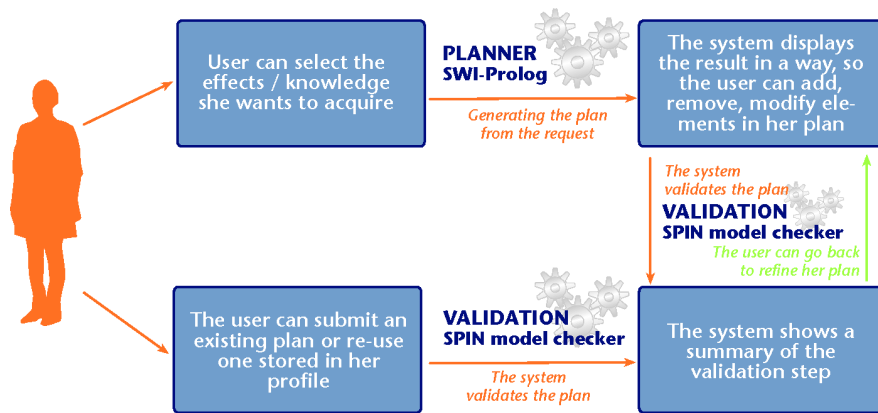 User can select the
effects / knowledge
she wants to acquire
PLANNER
SWI-Prolog
Generating the plan
from the request
The system displays
the result in a way, so
the user can add,
remove, modify ele-
ments in her plan
The system
validates the plan
VALIDATION
SPIN model checker
The user can go back
to refine her plan
The user can submit an
existing plan or re-use
one stored in her
profile
VALIDATION
SPIN model checker
The system
validates the plan
The system shows a
summary of the
validation step